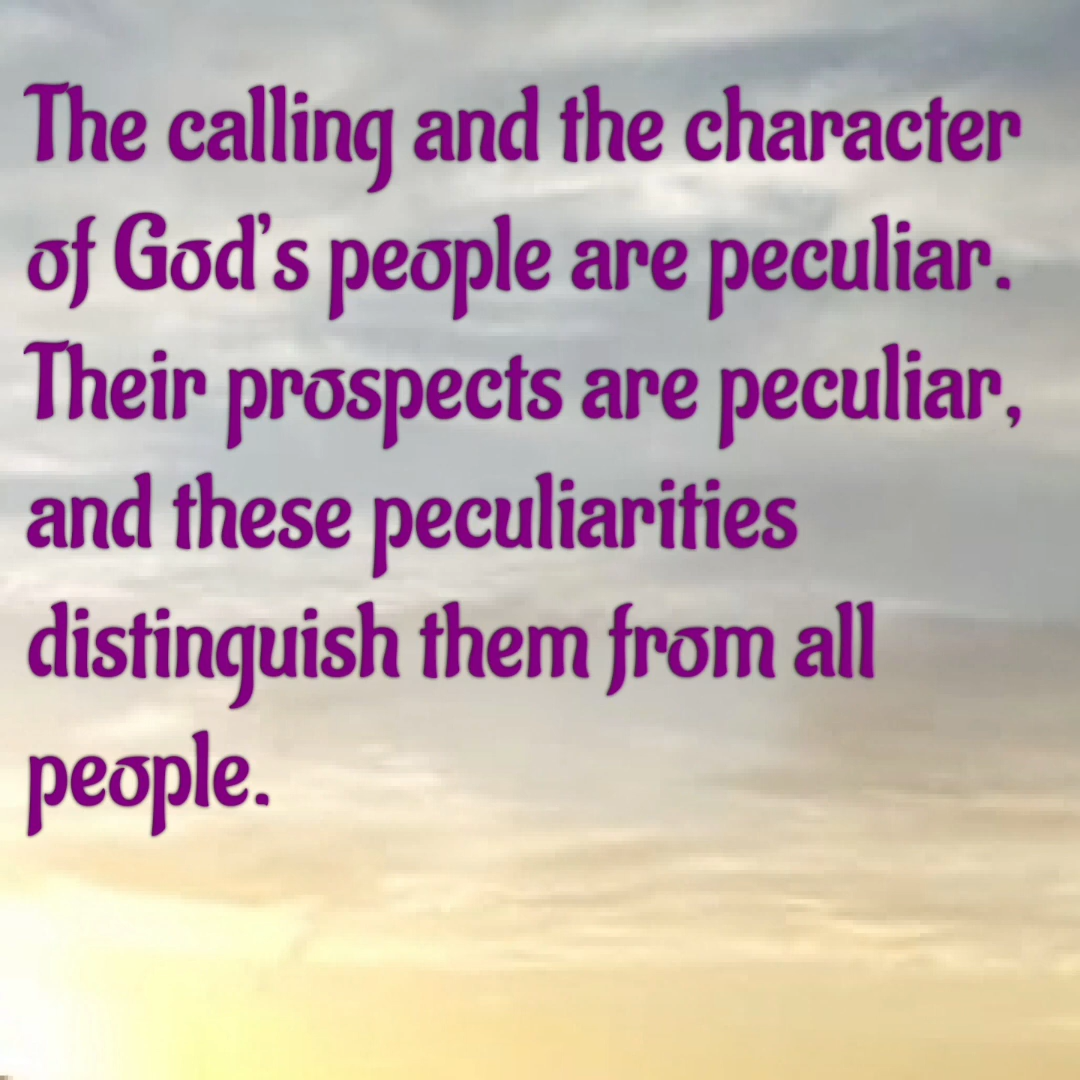 The calling and the character
of God's people are peculiar.
Their prospects are peculiar,
and these peculiarities
distinguish them from all
people.